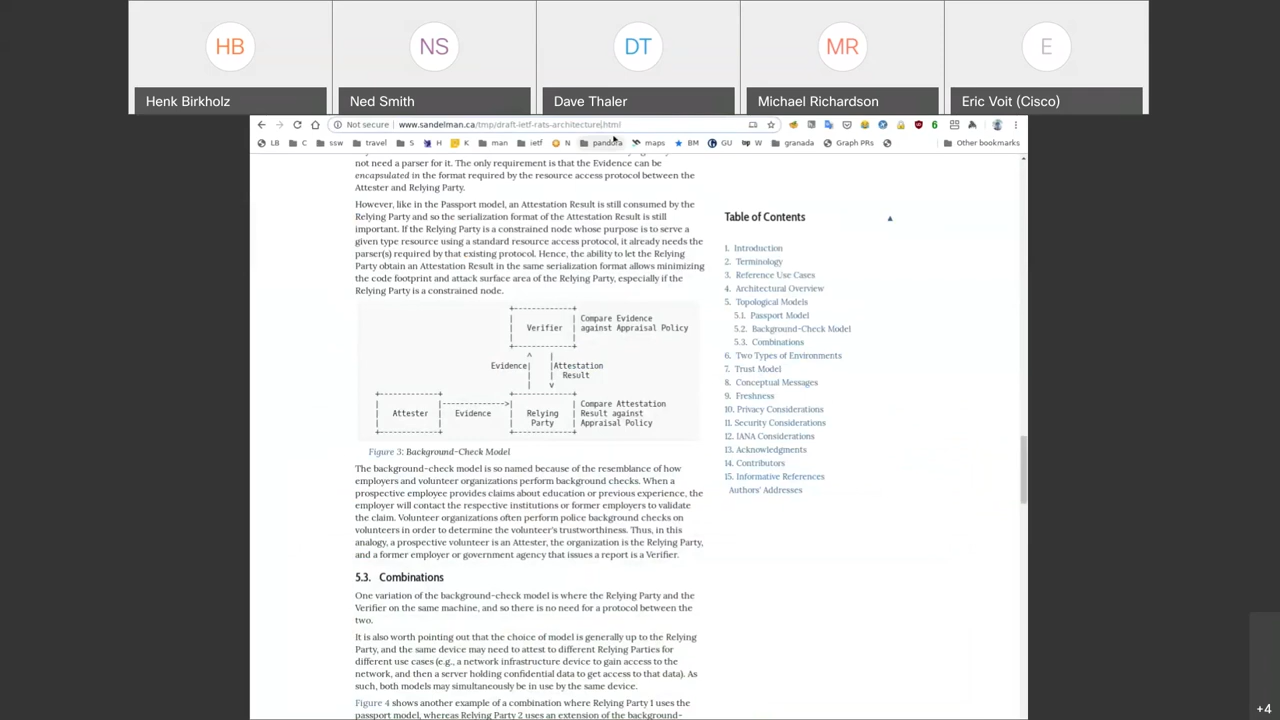 HB
NS
DT
MR
E
Henk Birkholz
Ned Smith
Dave Thaler
Michael Richardson
Eric Voit (Cisco)
Not secure | www.sandelman.ca/tmp/draft-ietf-rats-architecture.html
LB
C
ssw
travel
S
H
K
man
ietf
N
pandora
maps
BM
GU
W
granada
Graph PRs
Other bookmarks
not need a parser for it. The only requirement is that the Evidence can be
encapsulated in the format required by the resource access protocol between the
Attester and Relying Party.
However, like in the Passport model, an Attestation Result is still consumed by the
Relying Party and so the serialization format of the Attestation Result is still
important. If the Relying Party is a constrained node whose purpose is to serve a
given type resource using a standard resource access protocol, it already needs the
parser(s) required by that existing protocol. Hence, the ability to let the Relying
Party obtain an Attestation Result in the same serialization format allows minimizing
the code footprint and attack surface area of the Relying Party, especially if the
Relying Party is a constrained node.
Compare Evidence
Verifier against Appraisal Policy
Evidence Attestation
Result
Compare Attestation
Attester Evidence Relying Result against
Party Appraisal Policy
Figure 3: Background-Check Model
The background-check model is so named because of the resemblance of how
employers and volunteer organizations perform background checks. When a
prospective employee provides claims about education or previous experience, the
employer will contact the respective institutions or former employers to validate
the claim. Volunteer organizations often perform police background checks on
volunteers in order to determine the volunteer's trustworthiness. Thus, in this
analogy, a prospective volunteer is an Attester, the organization is the Relying Party,
and a former employer or government agency that issues a report is a Verifier.
5.3. Combinations
One variation of the background-check model is where the Relying Party and the
Verifier on the same machine, and so there is no need for a protocol between the
two.
It is also worth pointing out that the choice of model is generally up to the Relying
Party, and the same device may need to attest to different Relying Parties for
different use cases (e.g., a network infrastructure device to gain access to the
network, and then a server holding confidential data to get access to that data). As
such, both models may simultaneously be in use by the same device.
Figure 4 shows another example of a combination where Relying Party 1 uses the
passport model, whereas Relying Party 2 uses an extension of the background-
Table of Contents
1. Introduction
2. Terminology
3. Reference Use Cases
4. Architectural Overview
5. Topological Models
5.1. Passport Model
5.2. Background-Check Model
5.3. Combinations
6. Two Types of Environments
7. Trust Model
8. Conceptual Messages
9. Freshness
10. Privacy Considerations
11. Security Considerations
12. IANA Considerations
13. Acknowledgments
14. Contributors
15. Informative References
Authors' Addresses
+4